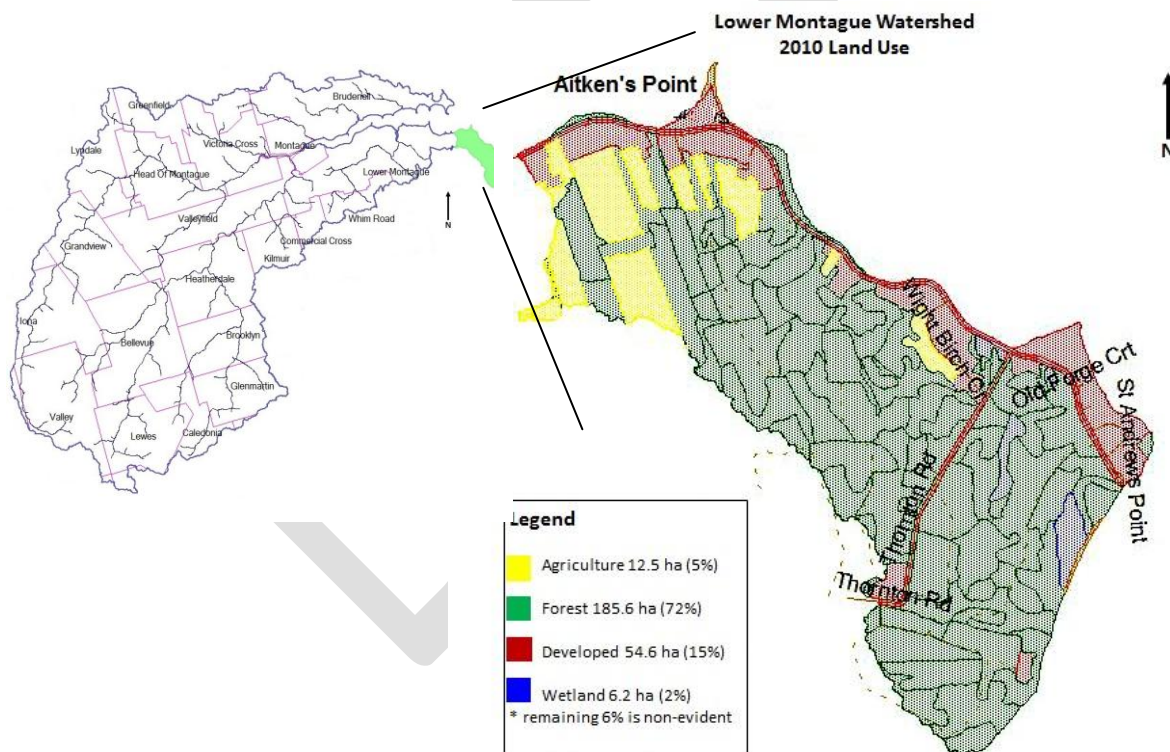 Lower Montague Watershed
2010 Land Use
Aitken's Point
Wight Birch Ct
Old Forge Crt
St Andrews Point
Thornton Rd
Thornton Rd
Legend
Agriculture 12.5 ha (5%)
Forest 185.6 ha (72%)
Developed 54.6 ha (15%)
Wetland 6.2 ha (2%)
* remaining 6% is non-evident
N
Brudenell
Greenfield
Victoria Cross
Montague
Lyndale
Head Of Montague
Lower Montague
Valleyfield
Whim Road
N
Grandview
Commercial Cross
Kilmuir
Heatherdale
Iona
Bellevue
Brooklyn
Glenmartin
Valley
Lewes
Caledonia